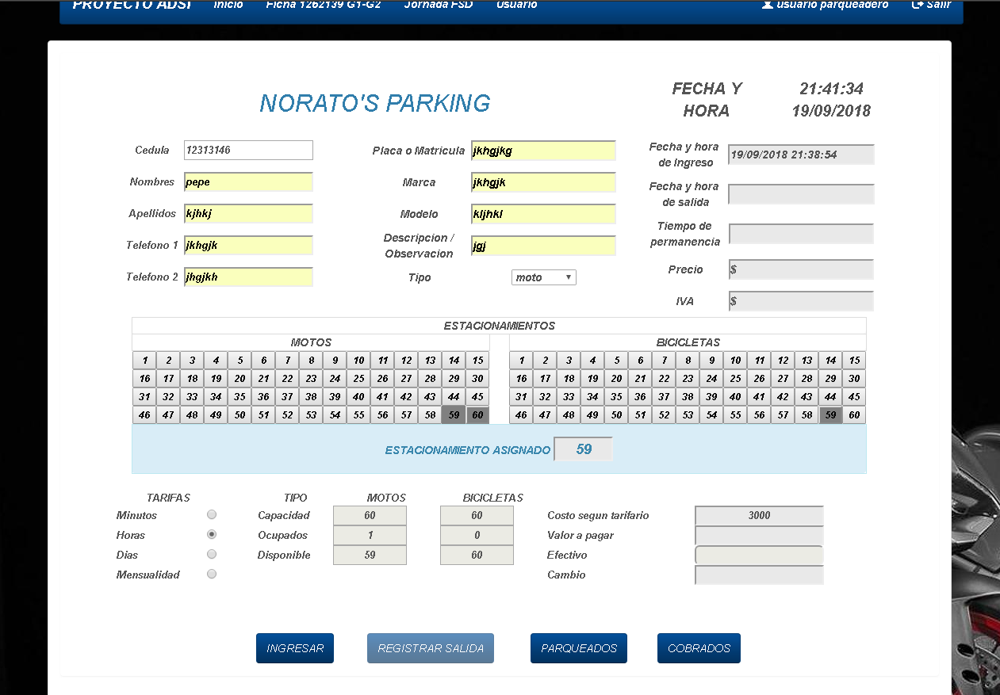 PROYECTO ADSI Inicio Ficha 1262139 G1-G2 Jornada FSD Usuario usuario parqueadero Salir
NORATO'S PARKING
FECHA Y HORA
21:41:34
19/09/2018
Cedula 12313146
Nombres pepe
Apellidos kjhkj
Telefono 1 jkhgjk
Telefono 2 jhgjkh
Placa o Matricula jkhgjkg
Marca jkhgjk
Modelo kljhkl
Descripcion /
Observacion jgj
Tipo moto
Fecha y hora
de Ingreso 19/09/2018 21:38:54
Fecha y hora
de salida
Tiempo de
permanencia
Precio $
IVA $
ESTACIONAMIENTOS
MOTOS
1 2 3 4 5 6 7 8 9 10 11 12 13 14 15
16 17 18 19 20 21 22 23 24 25 26 27 28 29 30
31 32 33 34 35 36 37 38 39 40 41 42 43 44 45
46 47 48 49 50 51 52 53 54 55 56 57 58 59 60
BICICLETAS
1 2 3 4 5 6 7 8 9 10 11 12 13 14 15
16 17 18 19 20 21 22 23 24 25 26 27 28 29 30
31 32 33 34 35 36 37 38 39 40 41 42 43 44 45
46 47 48 49 50 51 52 53 54 55 56 57 58 59 60
ESTACIONAMIENTO ASIGNADO 59
TARIFAS
Minutos
Horas
Dias
Mensualidad
TIPO MOTOS BICICLETAS
Capacidad 60 60
Ocupados 1 0
Disponible 59 60
Costo segun tarifario 3000
Valor a pagar
Efectivo
Cambio
INGRESAR REGISTRAR SALIDA PARQUEADOS COBRADOS